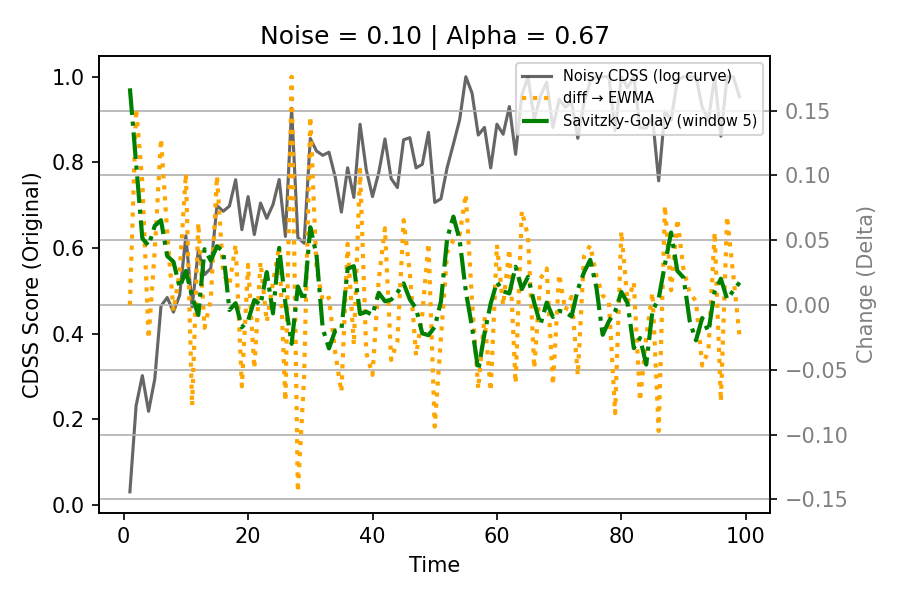 Noise = 0.10 | Alpha = 0.67
Noisy CDSS (log curve)
diff → EWMA
Savitzky-Golay (window 5)
CDSS Score (Original)
1.0
0.8
0.6
0.4
0.2
0.0
0.15
0.10
0.05
0.00
−0.05
−0.10
−0.15
Change (Delta)
0 20 40 60 80 100
Time